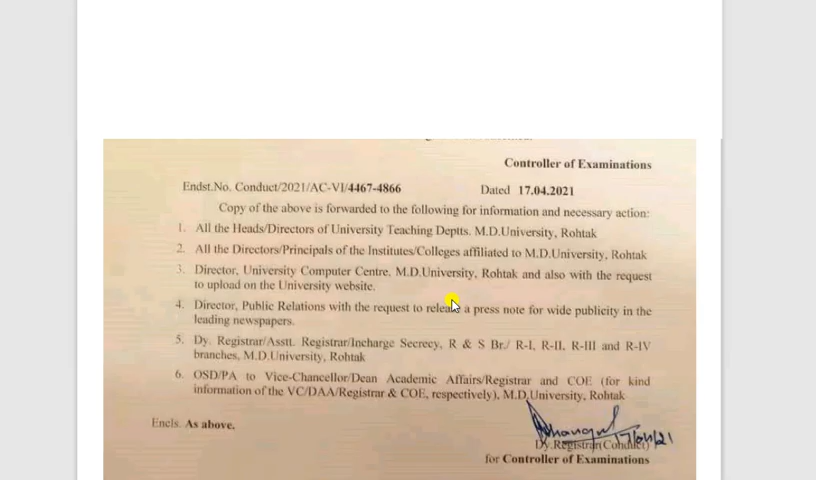 Controller of Examinations
Endst.No. Conduct/2021/AC-VI/4467-4866 Dated 17.04.2021
Copy of the above is forwarded to the following for information and necessary action:
1. All the Heads/Directors of University Teaching Deptts. M.D.University, Rohtak
2. All the Directors/Principals of the Institutes/Colleges affiliated to M.D.University, Rohtak
3. Director, University Computer Centre, M.D.University, Rohtak and also with the request
to upload on the University website.
4. Director, Public Relations with the request to release a press note for wide publicity in the
leading newspapers.
5. Dy. Registrar/Asstt. Registrar/Incharge Secrecy, R & S Br./ R-I, R-II, R-III and R-IV
branches, M.D.University, Rohtak
6. OSD/PA to Vice-Chancellor/Dean Academic Affairs/Registrar and COE (for kind
information of the VC/DAA/Registrar & COE, respectively), M.D.University, Rohtak
Encls. As above.
17/04/21
Dy.Registrar(Conduct)
for Controller of Examinations